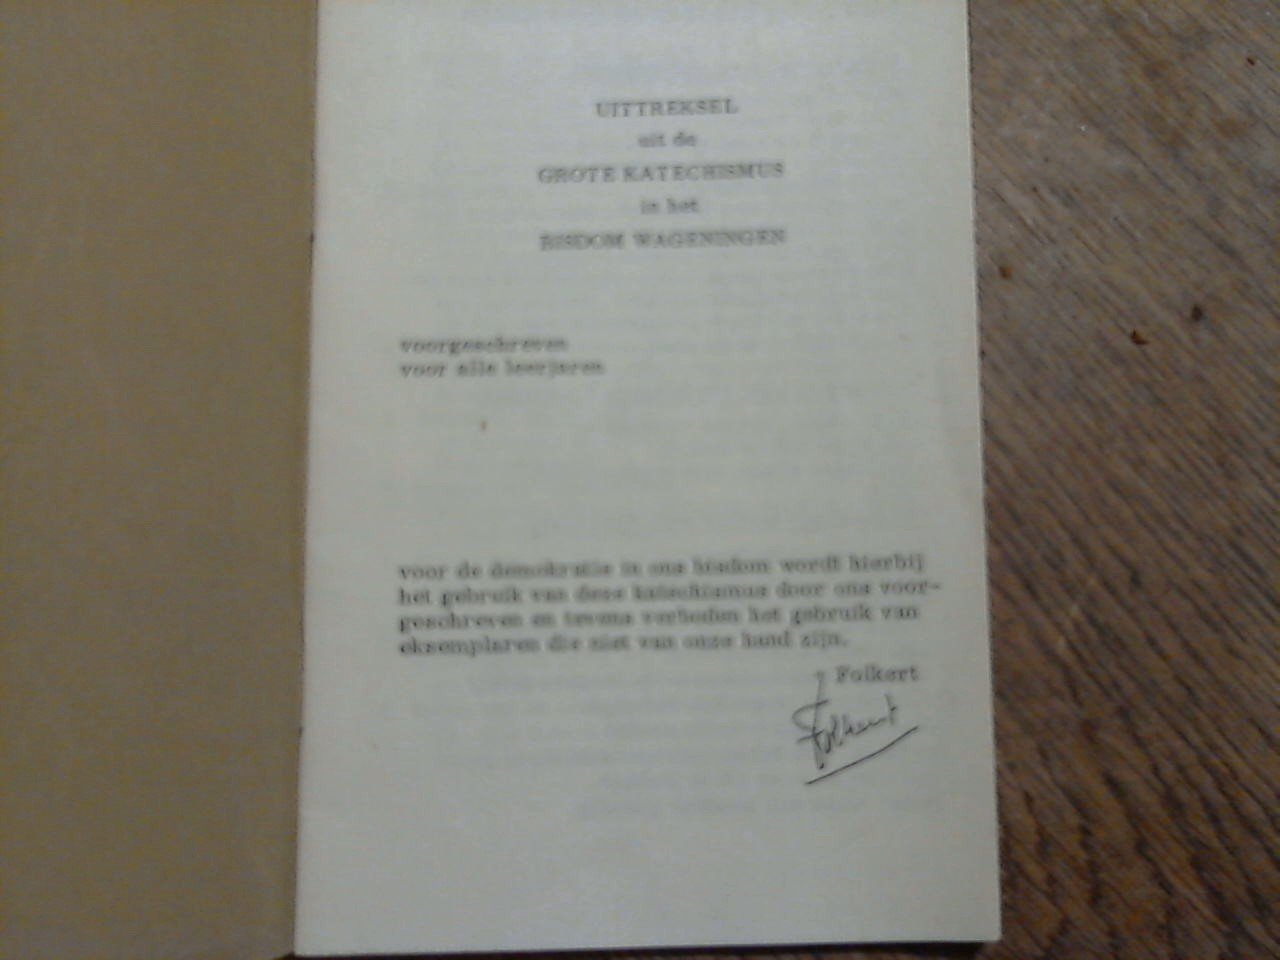 UITTREKSEL
uit de
GROTE KATECHISMUS
in het
BISDOM WAGENINGEN
voorgeschreven
voor alle leerjaren
voor de demokratie in ons bisdom wordt hierbij
het gebruik van deze katechismus door ons voor-
geschreven en tevens verboden het gebruik van
eksemplaren die niet van onze hand zijn.
Folkert
Folkert